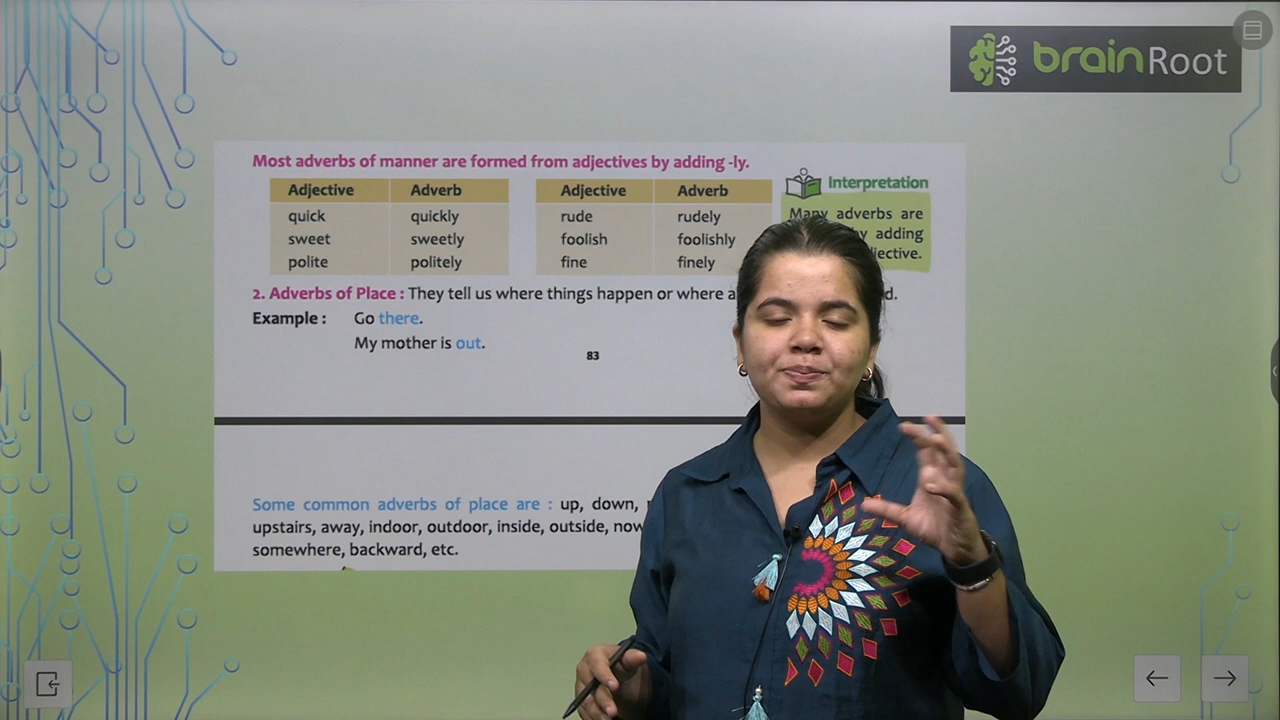 brainRoot
Most adverbs of manner are formed from adjectives by adding -ly.
Adjective Adverb
quick quickly
sweet sweetly
polite politely
Adjective Adverb
rude rudely
foolish foolishly
fine finely
Interpretation
Many adverbs are
by adding
2. Adverbs of Place : They tell us where things happen or where a
Example : Go there.
My mother is out.
83
Some common adverbs of place are : up, down,
upstairs, away, indoor, outdoor, inside, outside,
somewhere, backward, etc.